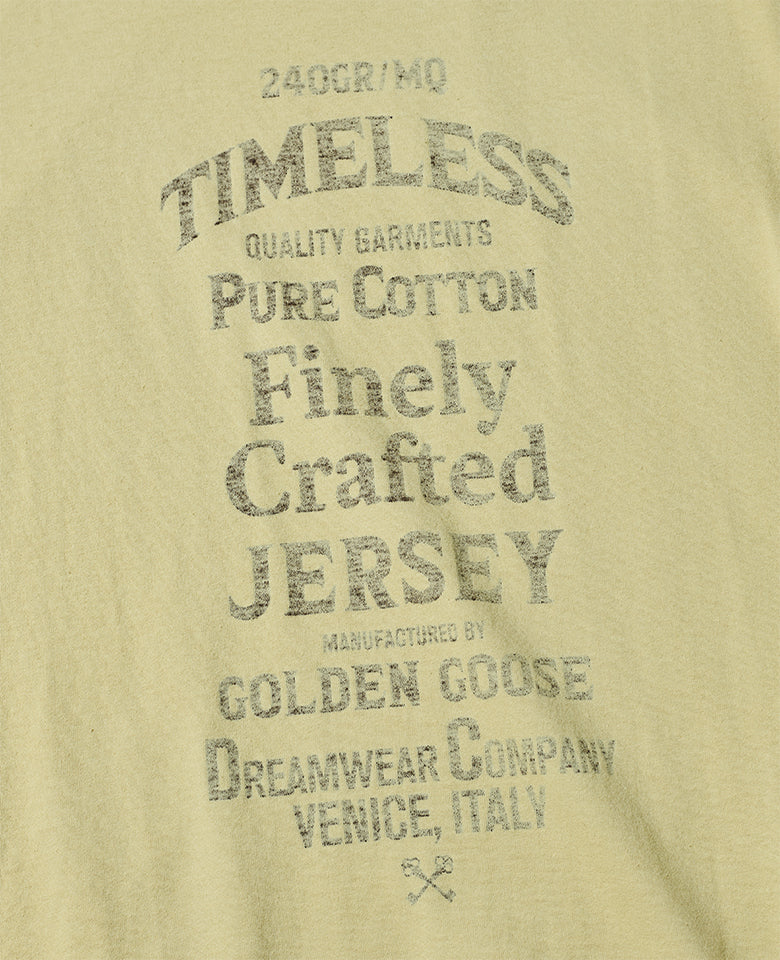 240GR/MQ
TIMELESS
QUALITY GARMENTS
PURE COTTON
Finely
Crafted
JERSEY
MANUFACTURED BY
GOLDEN GOOSE
DREAMWEAR COMPANY
VENICE, ITALY